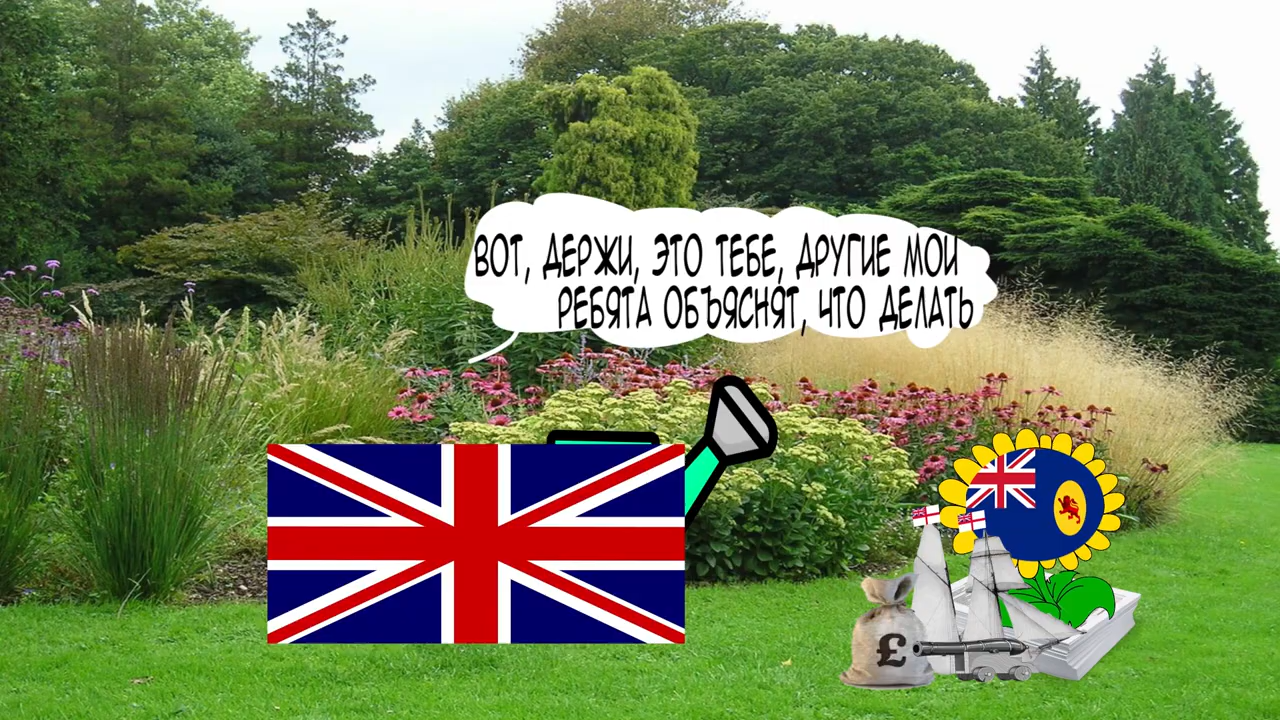 ВОТ, ДЕРЖИ, ЭТО ТЕБЕ, ДРУГИЕ МОИ
РЕБЯТА ОБЪЯСНЯТ, ЧТО ДЕЛАТЬ
£